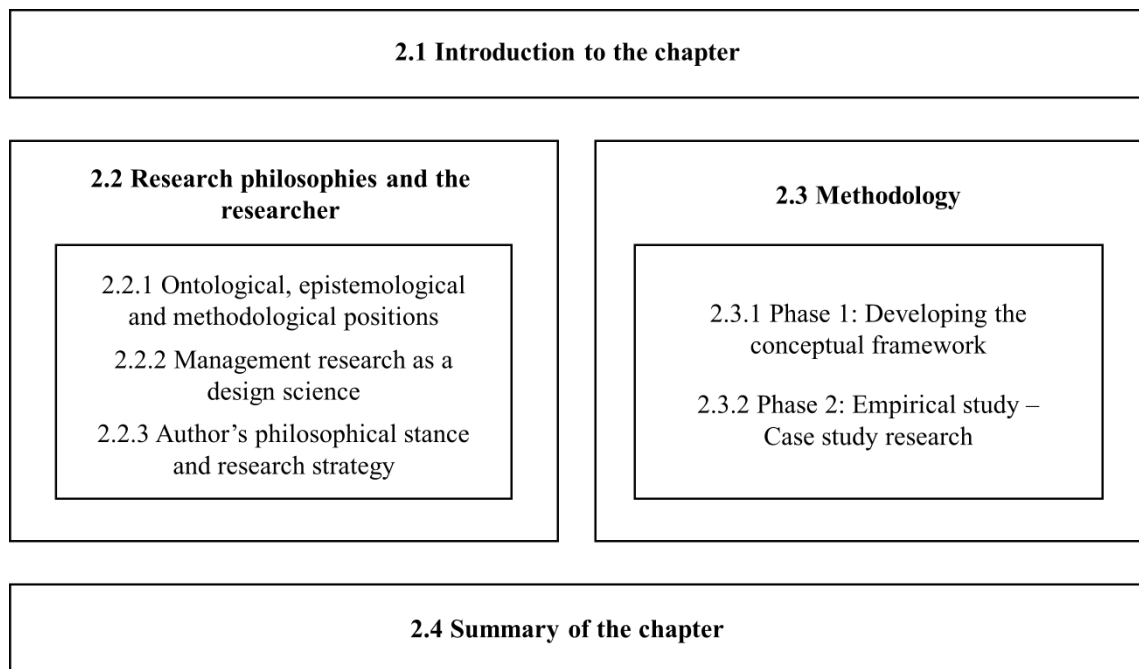 2.1 Introduction to the chapter
2.2 Research philosophies and the
researcher
2.2.1 Ontological, epistemological
and methodological positions
2.2.2 Management research as a
design science
2.2.3 Author’s philosophical stance
and research strategy
2.3 Methodology
2.3.1 Phase 1: Developing the
conceptual framework
2.3.2 Phase 2: Empirical study –
Case study research
2.4 Summary of the chapter